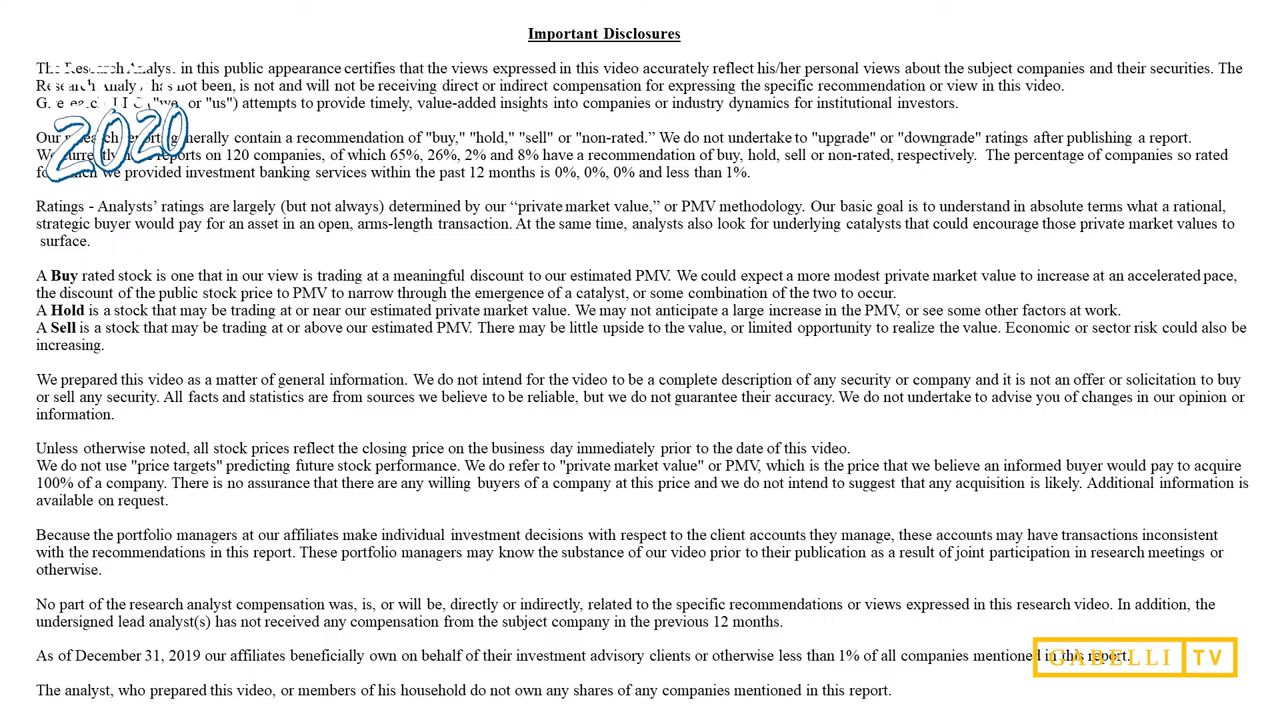 Important Disclosures
The Research Analyst in this public appearance certifies that the views expressed in this video accurately reflect his/her personal views about the subject companies and their securities. The
Research Analyst has not been, is not and will not be receiving direct or indirect compensation for expressing the specific recommendation or view in this video.
LLC ("we" or "us") attempts to provide timely, value-added insights into companies or industry dynamics for institutional investors.
2020
Our research reports generally contain a recommendation of "buy," "hold," "sell" or "non-rated.” We do not undertake to "upgrade" or "downgrade" ratings after publishing a report.
We currently have reports on 120 companies, of which 65%, 26%, 2% and 8% have a recommendation of buy, hold, sell or non-rated, respectively. The percentage of companies so rated
for which we provided investment banking services within the past 12 months is 0%, 0%, 0% and less than 1%.
Ratings - Analysts’ ratings are largely (but not always) determined by our “private market value,” or PMV methodology. Our basic goal is to understand in absolute terms what a rational,
strategic buyer would pay for an asset in an open, arms-length transaction. At the same time, analysts also look for underlying catalysts that could encourage those private market values to
surface.
A Buy rated stock is one that in our view is trading at a meaningful discount to our estimated PMV. We could expect a more modest private market value to increase at an accelerated pace,
the discount of the public stock price to PMV to narrow through the emergence of a catalyst, or some combination of the two to occur.
A Hold is a stock that may be trading at or near our estimated private market value. We may not anticipate a large increase in the PMV, or see some other factors at work.
A Sell is a stock that may be trading at or above our estimated PMV. There may be little upside to the value, or limited opportunity to realize the value. Economic or sector risk could also be
increasing.
We prepared this video as a matter of general information. We do not intend for the video to be a complete description of any security or company and it is not an offer or solicitation to buy
or sell any security. All facts and statistics are from sources we believe to be reliable, but we do not guarantee their accuracy. We do not undertake to advise you of changes in our opinion or
information.
Unless otherwise noted, all stock prices reflect the closing price on the business day immediately prior to the date of this video.
We do not use "price targets" predicting future stock performance. We do refer to "private market value" or PMV, which is the price that we believe an informed buyer would pay to acquire
100% of a company. There is no assurance that there are any willing buyers of a company at this price and we do not intend to suggest that any acquisition is likely. Additional information is
available on request.
Because the portfolio managers at our affiliates make individual investment decisions with respect to the client accounts they manage, these accounts may have transactions inconsistent
with the recommendations in this report. These portfolio managers may know the substance of our video prior to their publication as a result of joint participation in research meetings or
otherwise.
No part of the research analyst compensation was, is, or will be, directly or indirectly, related to the specific recommendations or views expressed in this research video. In addition, the
undersigned lead analyst(s) has not received any compensation from the subject company in the previous 12 months.
As of December 31, 2019 our affiliates beneficially own on behalf of their investment advisory clients or otherwise less than 1% of all companies mentioned in this report.
GABELLI TV
The analyst, who prepared this video, or members of his household do not own any shares of any companies mentioned in this report.